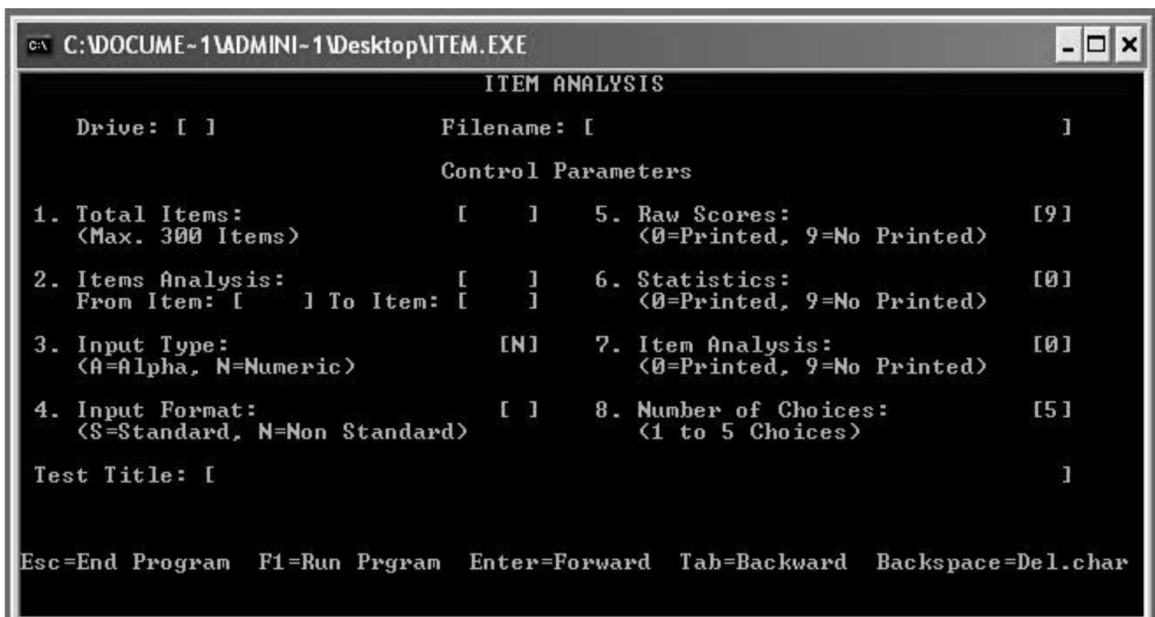 C:\DOCUME~1\ADMINI~1\Desktop\ITEM.EXE
ITEM ANALYSIS
Drive: [ ] Filename: [ ]
Control Parameters
1. Total Items: [ ] 5. Raw Scores: [9]
(Max. 300 Items) (0=Printed, 9=No Printed)
2. Items Analysis: [ ] 6. Statistics: [0]
From Item: [ ] To Item: [ ] (0=Printed, 9=No Printed)
3. Input Type: [N] 7. Item Analysis: [0]
(A=Alpha, N=Numeric) (0=Printed, 9=No Printed)
4. Input Format: [ ] 8. Number of Choices: [5]
(S=Standard, N=Non Standard) (1 to 5 Choices)
Test Title: [ ]
Esc=End Program F1=Run Prgram Enter=Forward Tab=Backward Backspace=Del.char